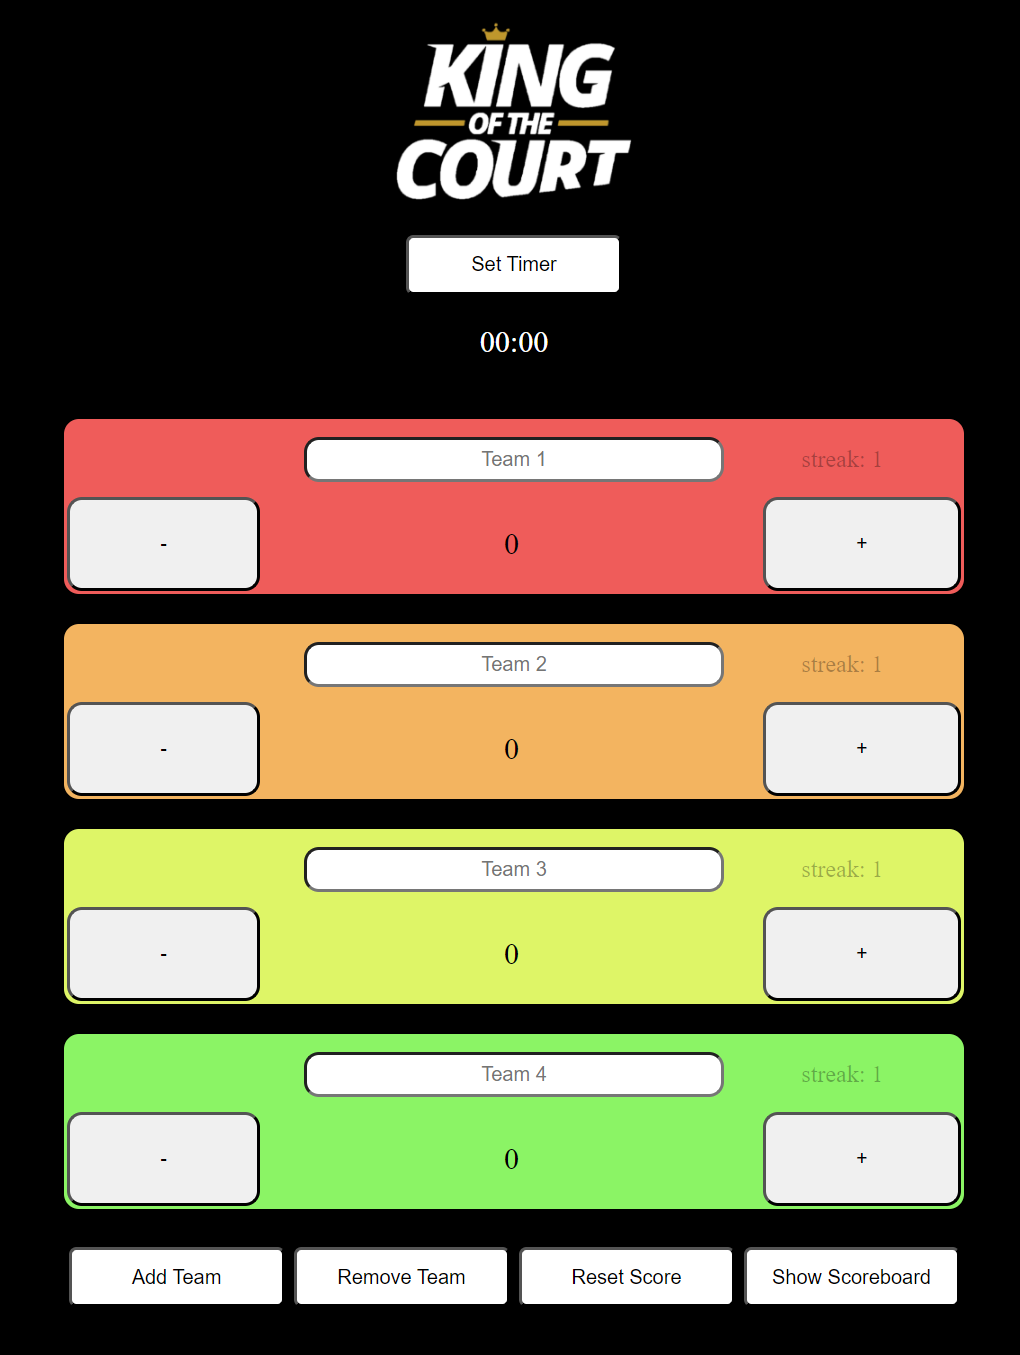 KING
OF THE
COURT
Set Timer
00:00
Team 1 streak: 1
- 0 +
Team 2 streak: 1
- 0 +
Team 3 streak: 1
- 0 +
Team 4 streak: 1
- 0 +
Add Team Remove Team Reset Score Show Scoreboard